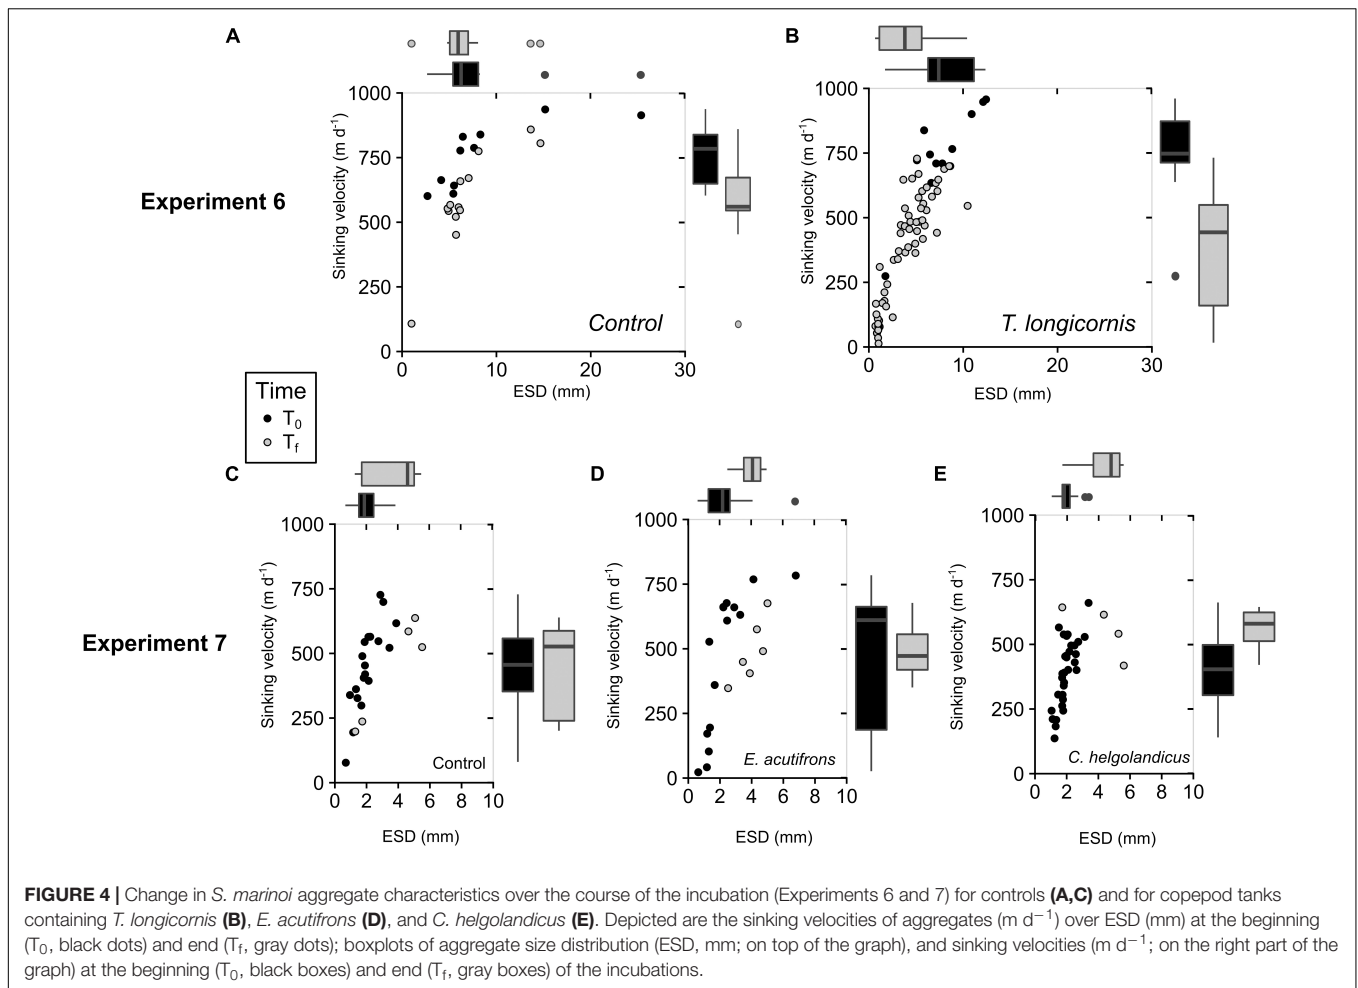 A
B
1000
750
500
250
0
Sinking velocity (m d⁻¹)
Control
0 10 20 30
ESD (mm)
Experiment 6
1000
750
500
250
0
Sinking velocity (m d⁻¹)
T. longicornis
0 10 20 30
ESD (mm)
Time
T₀
T_f
C
D
E
Experiment 7
1000
750
500
250
0
Sinking velocity (m d⁻¹)
Control
0 2 4 6 8 10
ESD (mm)
1000
750
500
250
0
Sinking velocity (m d⁻¹)
E. acutifrons
0 2 4 6 8 10
ESD (mm)
1000
750
500
250
0
Sinking velocity (m d⁻¹)
C. helgolandicus
0 2 4 6 8 10
ESD (mm)
FIGURE 4 | Change in S. marinoi aggregate characteristics over the course of the incubation (Experiments 6 and 7) for controls (A,C) and for copepod tanks
containing T. longicornis (B), E. acutifrons (D), and C. helgolandicus (E). Depicted are the sinking velocities of aggregates (m d⁻¹) over ESD (mm) at the beginning
(T₀, black dots) and end (T_f, gray dots); boxplots of aggregate size distribution (ESD, mm; on top of the graph), and sinking velocities (m d⁻¹; on the right part of the
graph) at the beginning (T₀, black boxes) and end (T_f, gray boxes) of the incubations.